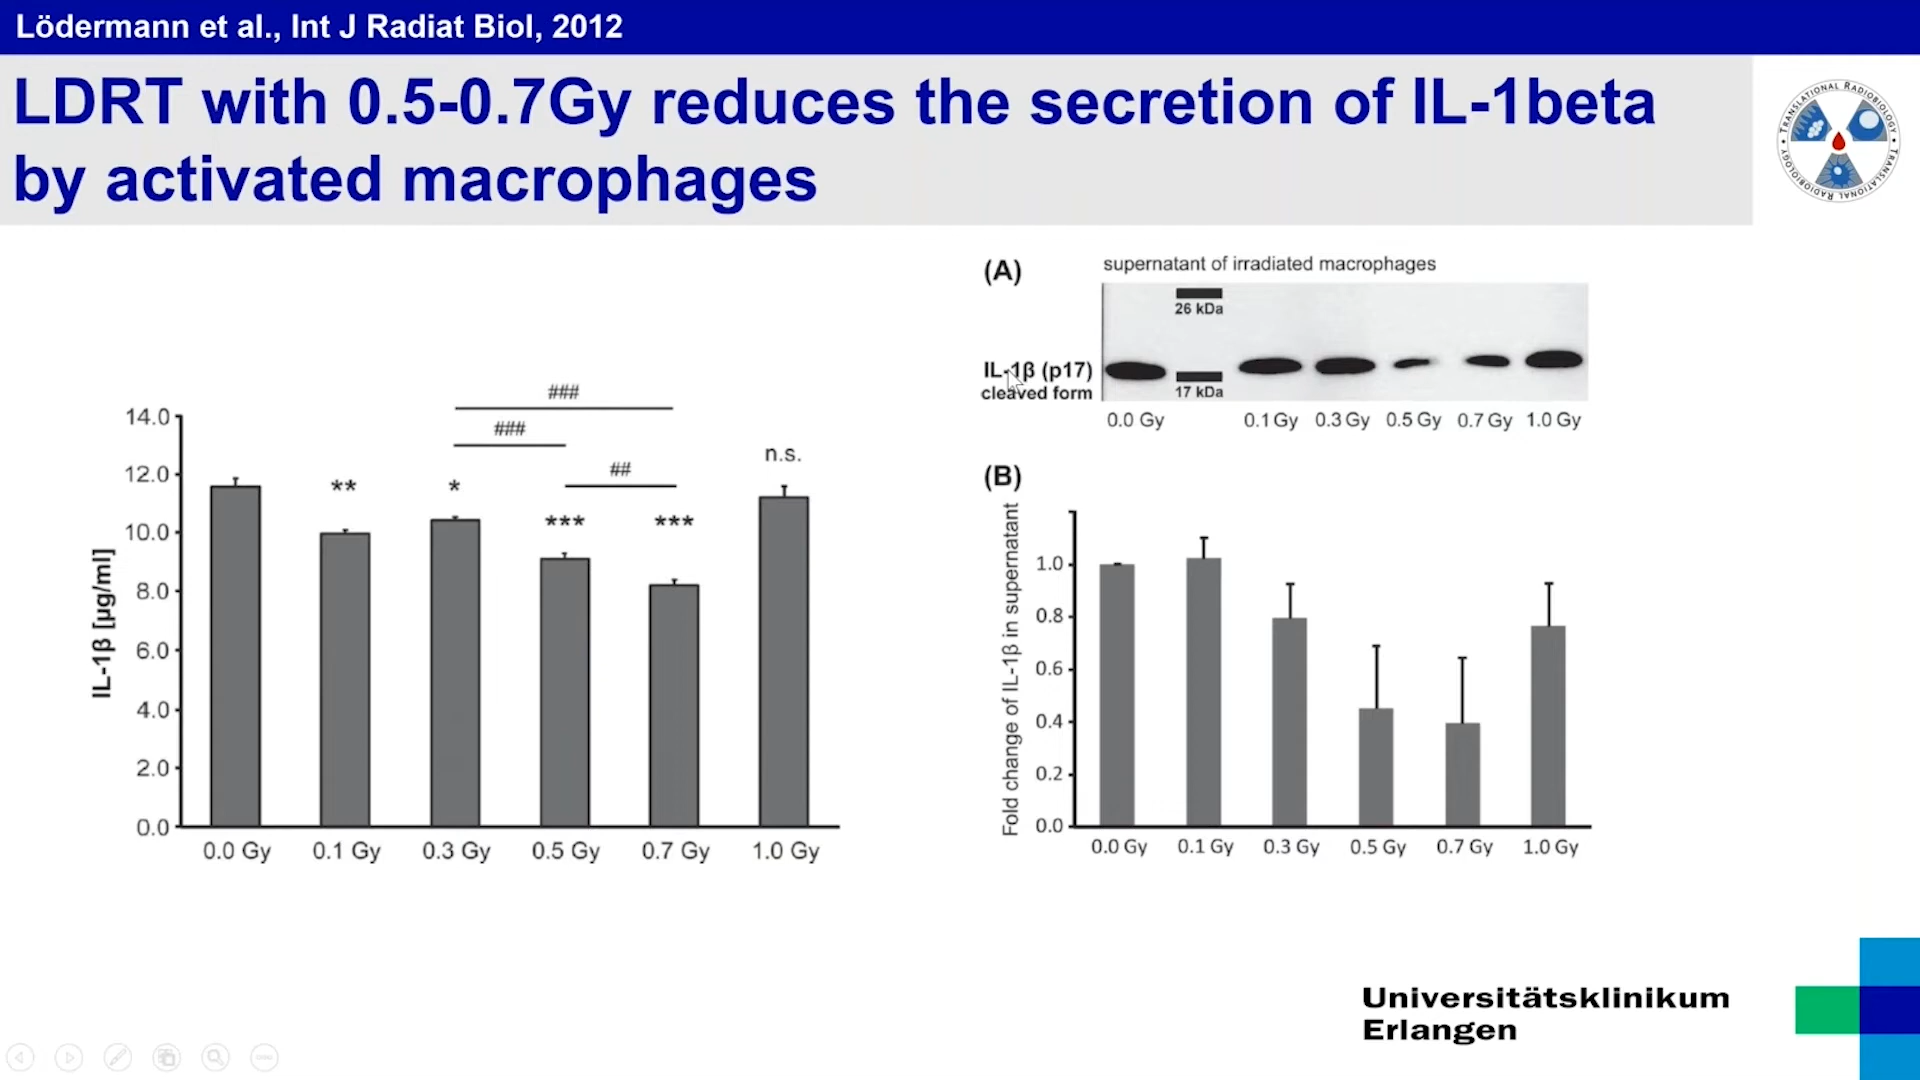 Lödermann et al., Int J Radiat Biol, 2012
LDRT with 0.5-0.7Gy reduces the secretion of IL-1beta
by activated macrophages
TRANSLATIONAL RADIOBIOLOGY • TRANSLATIONAL RADIOBIOLOGY •
###
###
##
n.s.
** * *** ***
IL-1β [µg/ml]
14.0
12.0
10.0
8.0
6.0
4.0
2.0
0.0
0.0 Gy 0.1 Gy 0.3 Gy 0.5 Gy 0.7 Gy 1.0 Gy
(A)
supernatant of irradiated macrophages
26 kDa
IL-1β (p17)
cleaved form
17 kDa
0.0 Gy 0.1 Gy 0.3 Gy 0.5 Gy 0.7 Gy 1.0 Gy
(B)
Fold change of IL-1β in supernatant
1.0
0.8
0.6
0.4
0.2
0.0
0.0 Gy 0.1 Gy 0.3 Gy 0.5 Gy 0.7 Gy 1.0 Gy
Universitätsklinikum
Erlangen